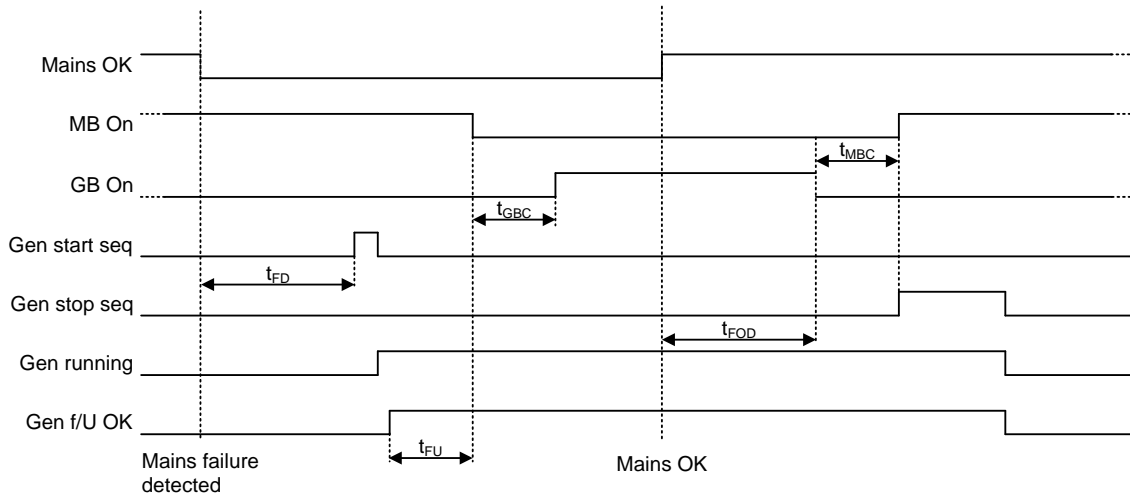 Mains OK
MB On
tMBC
GB On
tGBC
Gen start seq
tFD
Gen stop seq
tFOD
Gen running
Gen f/U OK
tFU
Mains failure
detected
Mains OK